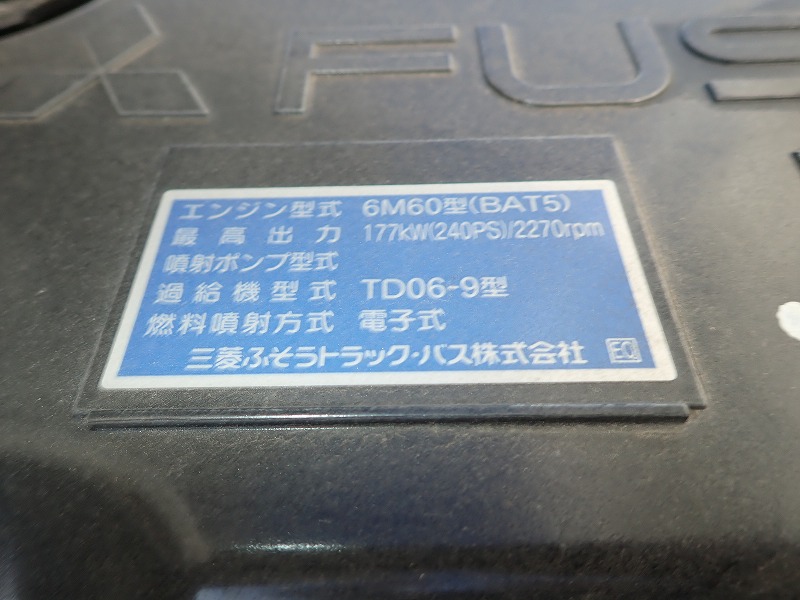 FUS
エンジン型式 6M60型(BAT5)
最高出力 177kW(240PS)/2270rpm
噴射ポンプ型式
過給機型式 TD06-9型
燃料噴射方式 電子式
三菱ふそうトラック・バス株式会社 EO